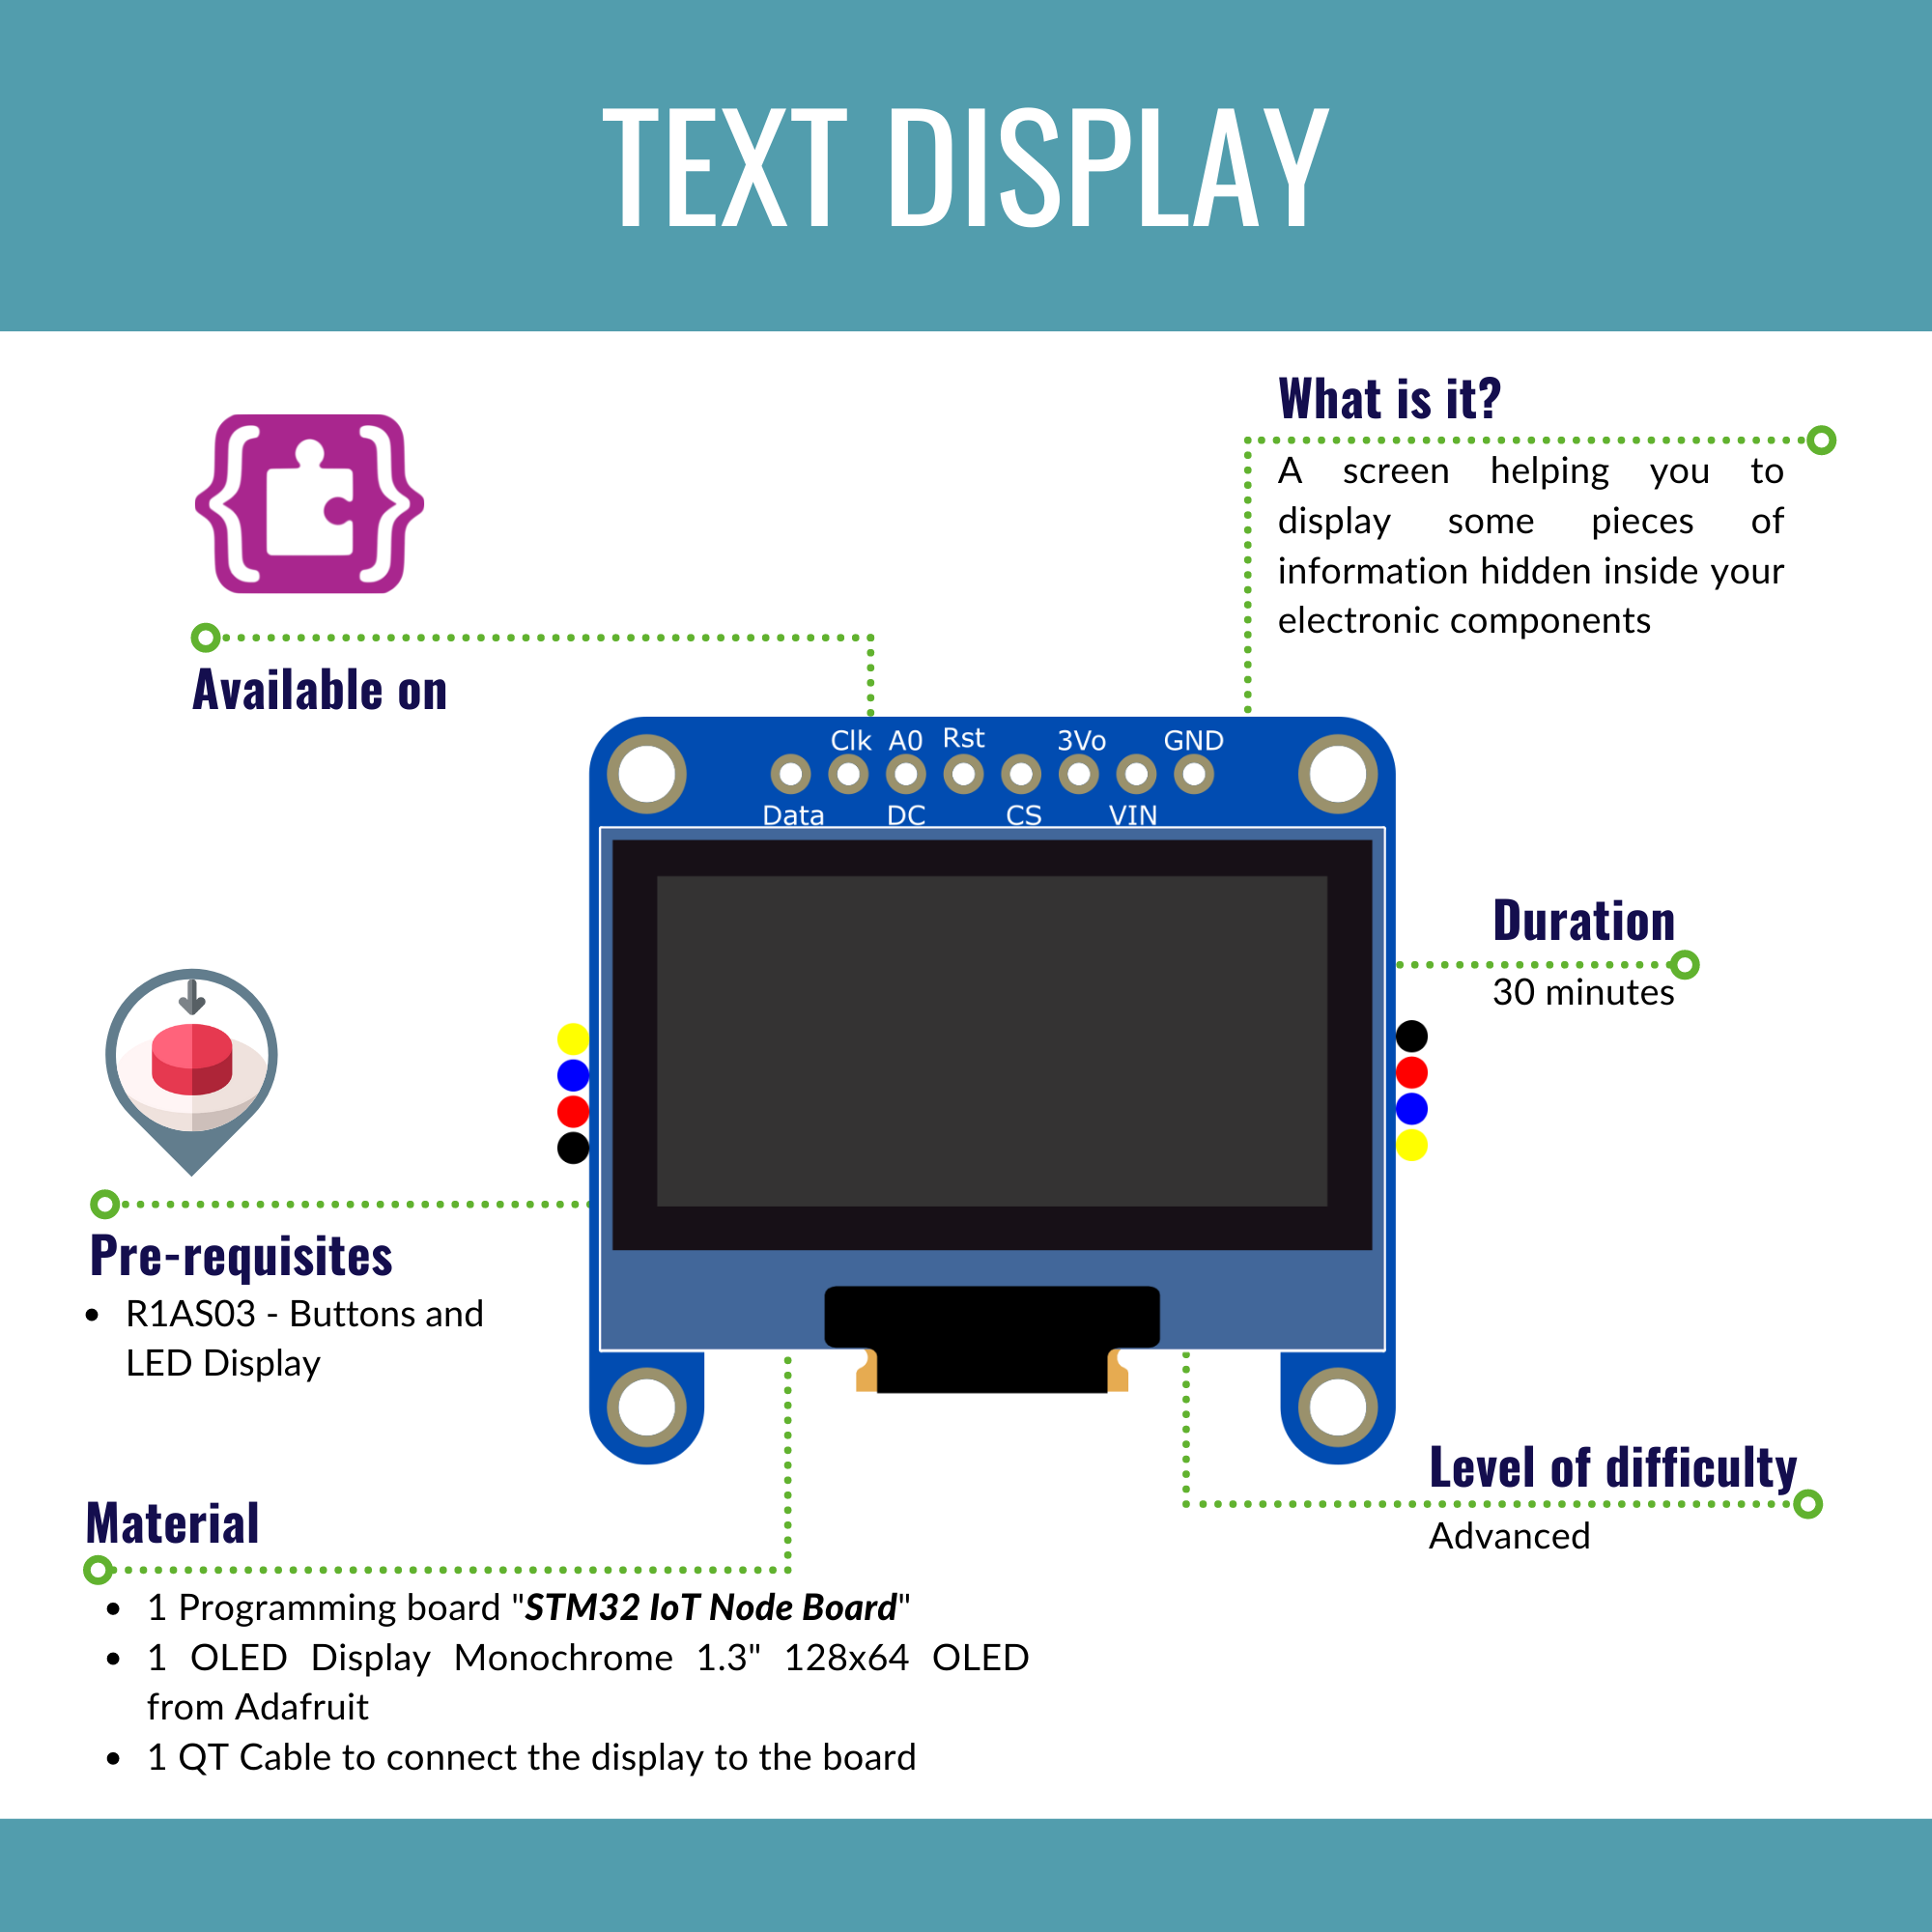 TEXT DISPLAY
What is it?
A screen helping you to
display some pieces of
information hidden inside your
electronic components
Available on
Clk A0 Rst 3Vo GND
Data DC CS VIN
Duration
30 minutes
Pre-requisites
• R1AS03 - Buttons and
LED Display
Level of difficulty
Advanced
Material
• 1 Programming board "STM32 IoT Node Board"
• 1 OLED Display Monochrome 1.3" 128x64 OLED
from Adafruit
• 1 QT Cable to connect the display to the board